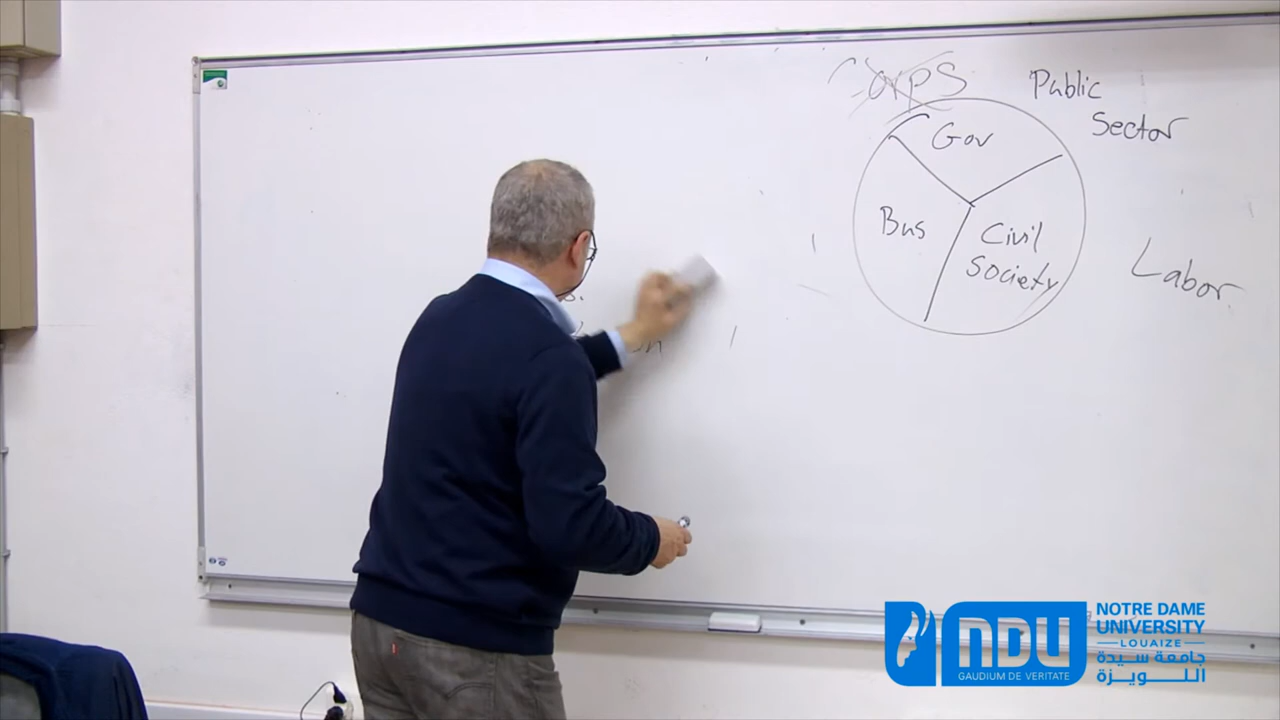 Corps
Public
Sector
Gov
Bus
Civil
Society
Labor
NDU
GAUDIUM DE VERITATE
NOTRE DAME
UNIVERSITY
LOUAIZE
جامعة سيدة
اللويزة